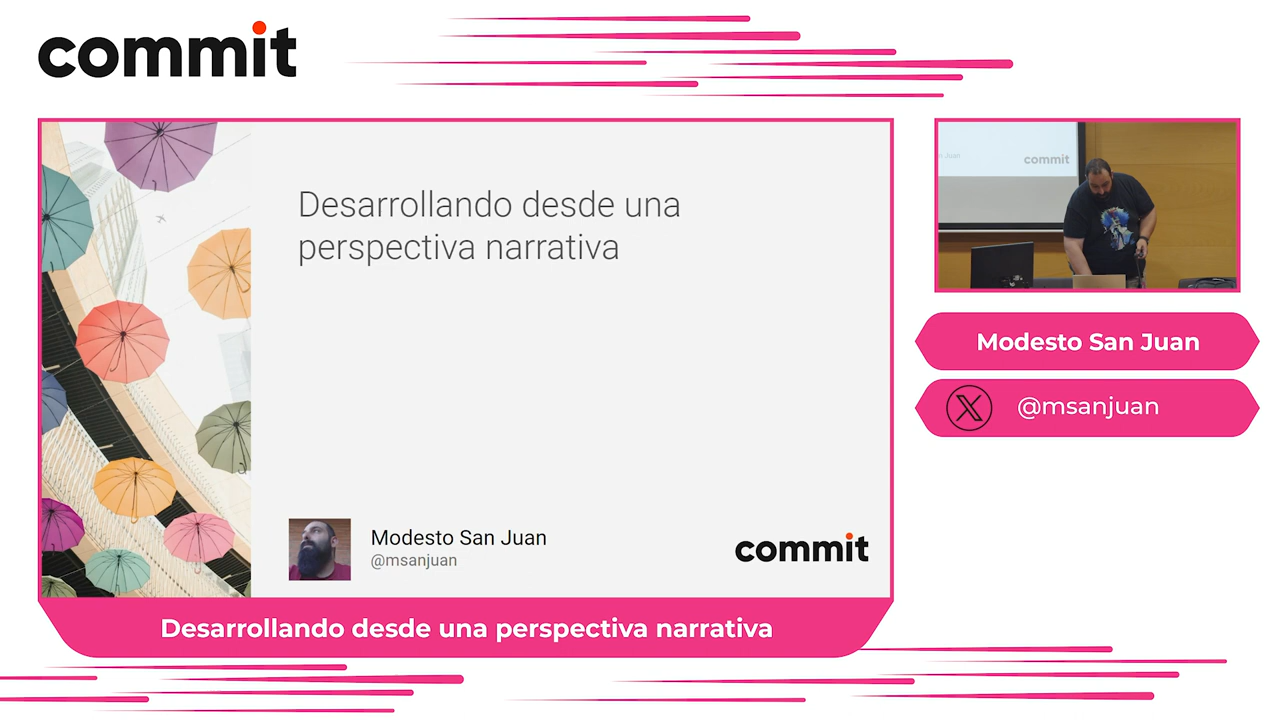 commit
Desarrollando desde una
perspectiva narrativa
Modesto San Juan
@msanjuan
commit
Desarrollando desde una perspectiva narrativa
commit
Modesto San Juan
@msanjuan